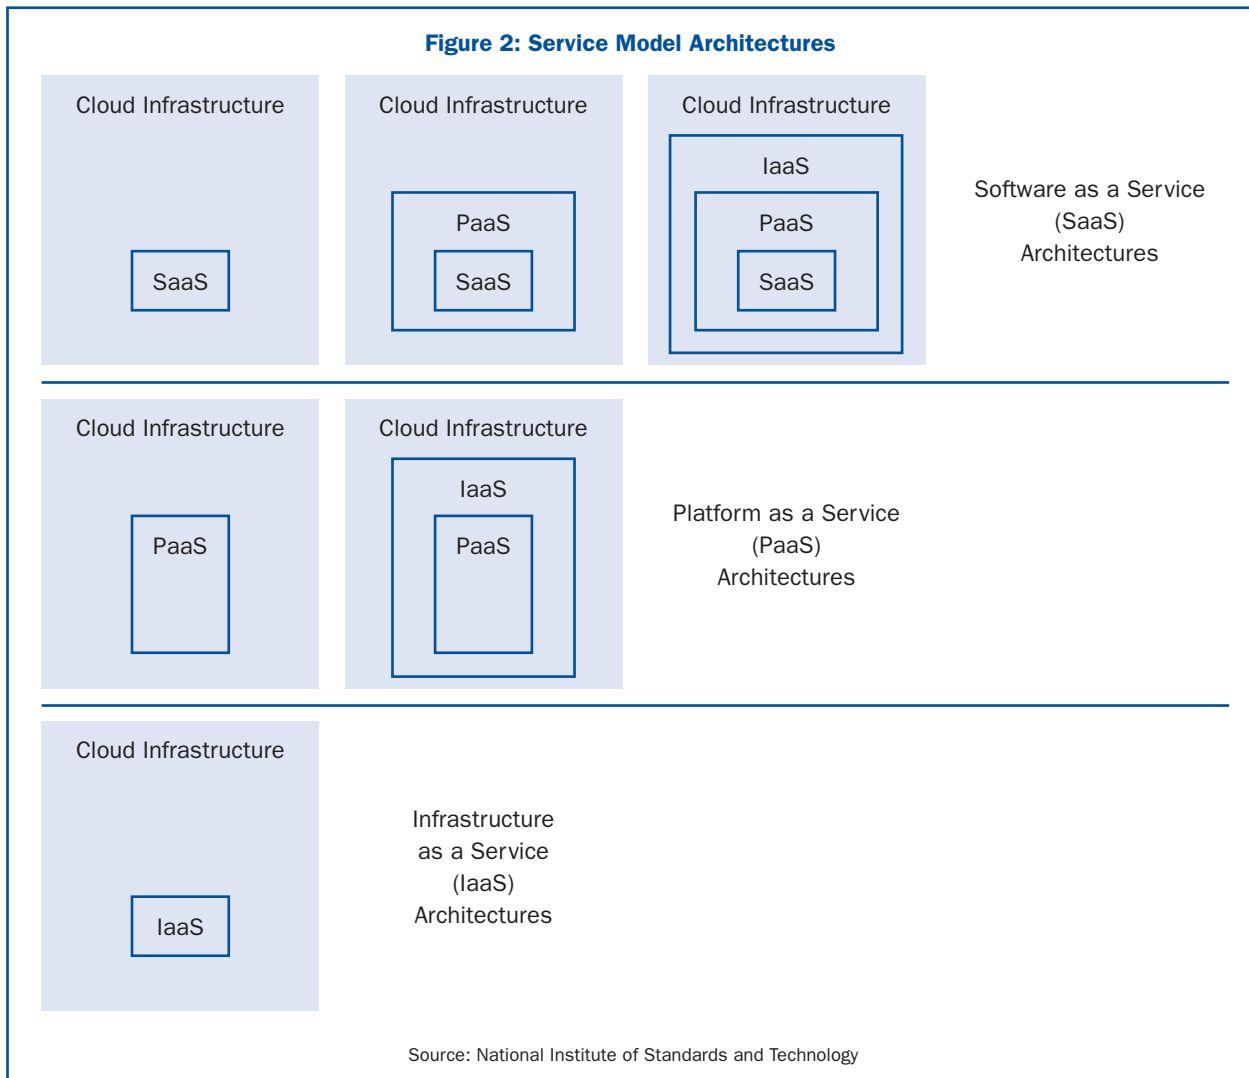 Figure 2: Service Model Architectures
Cloud Infrastructure
SaaS
Cloud Infrastructure
PaaS
SaaS
Cloud Infrastructure
IaaS
PaaS
SaaS
Software as a Service
(SaaS)
Architectures
Cloud Infrastructure
PaaS
Cloud Infrastructure
IaaS
PaaS
Platform as a Service
(PaaS)
Architectures
Cloud Infrastructure
IaaS
Infrastructure
as a Service
(IaaS)
Architectures
Source: National Institute of Standards and Technology